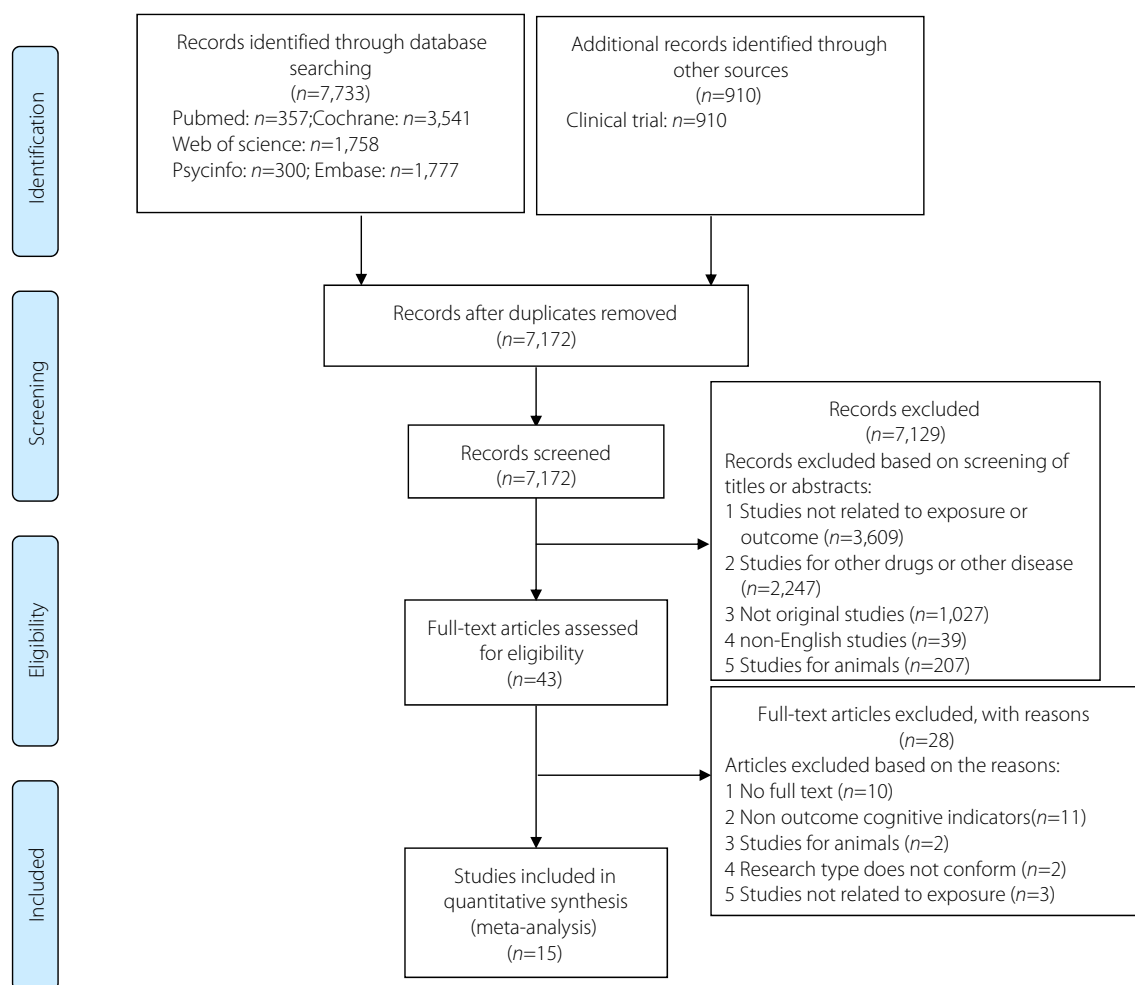 Identification
Records identified through database
searching
(n=7,733)
Pubmed: n=357;Cochrane: n=3,541
Web of science: n=1,758
Psycinfo: n=300; Embase: n=1,777
Additional records identified through
other sources
(n=910)
Clinical trial: n=910
Screening
Records after duplicates removed
(n=7,172)
Records screened
(n=7,172)
Records excluded
(n=7,129)
Records excluded based on screening of
titles or abstracts:
1 Studies not related to exposure or
outcome (n=3,609)
2 Studies for other drugs or other disease
(n=2,247)
3 Not original studies (n=1,027)
4 non-English studies (n=39)
5 Studies for animals (n=207)
Eligibility
Full-text articles assessed
for eligibility
(n=43)
Full-text articles excluded, with reasons
(n=28)
Articles excluded based on the reasons:
1 No full text (n=10)
2 Non outcome cognitive indicators(n=11)
3 Studies for animals (n=2)
4 Research type does not conform (n=2)
5 Studies not related to exposure (n=3)
Included
Studies included in
quantitative synthesis
(meta-analysis)
(n=15)